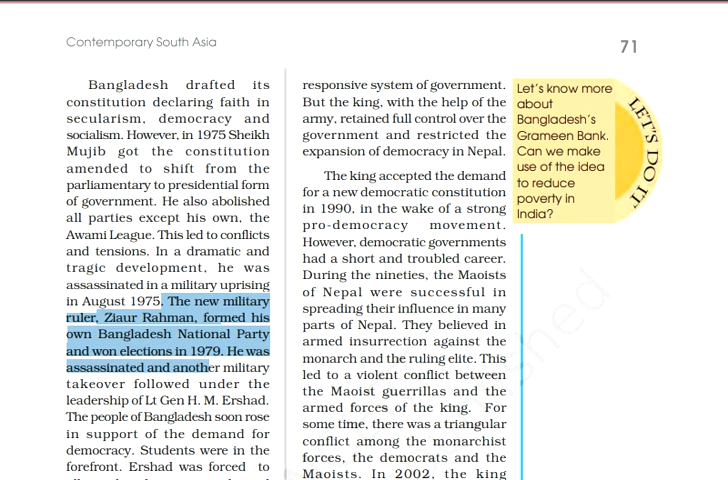 Contemporary South Asia
71
Bangladesh drafted its
constitution declaring faith in
secularism, democracy and
socialism. However, in 1975 Sheikh
Mujib got the constitution
amended to shift from the
parliamentary to presidential form
of government. He also abolished
all parties except his own, the
Awami League. This led to conflicts
and tensions. In a dramatic and
tragic development, he was
assassinated in a military uprising
in August 1975. The new military
ruler, Ziaur Rahman, formed his
own Bangladesh National Party
and won elections in 1979. He was
assassinated and another military
takeover followed under the
leadership of Lt Gen H. M. Ershad.
The people of Bangladesh soon rose
in support of the demand for
democracy. Students were in the
forefront. Ershad was forced to
responsive system of government.
But the king, with the help of the
army, retained full control over the
government and restricted the
expansion of democracy in Nepal.
The king accepted the demand
for a new democratic constitution
in 1990, in the wake of a strong
pro-democracy movement.
However, democratic governments
had a short and troubled career.
During the nineties, the Maoists
of Nepal were successful in
spreading their influence in many
parts of Nepal. They believed in
armed insurrection against the
monarch and the ruling elite. This
led to a violent conflict between
the Maoist guerrillas and the
armed forces of the king. For
some time, there was a triangular
conflict among the monarchist
forces, the democrats and the
Maoists. In 2002, the king
Let's know more
about
Bangladesh's
Grameen Bank.
Can we make
use of the idea
to reduce
poverty in
India?
LET'S DO IT